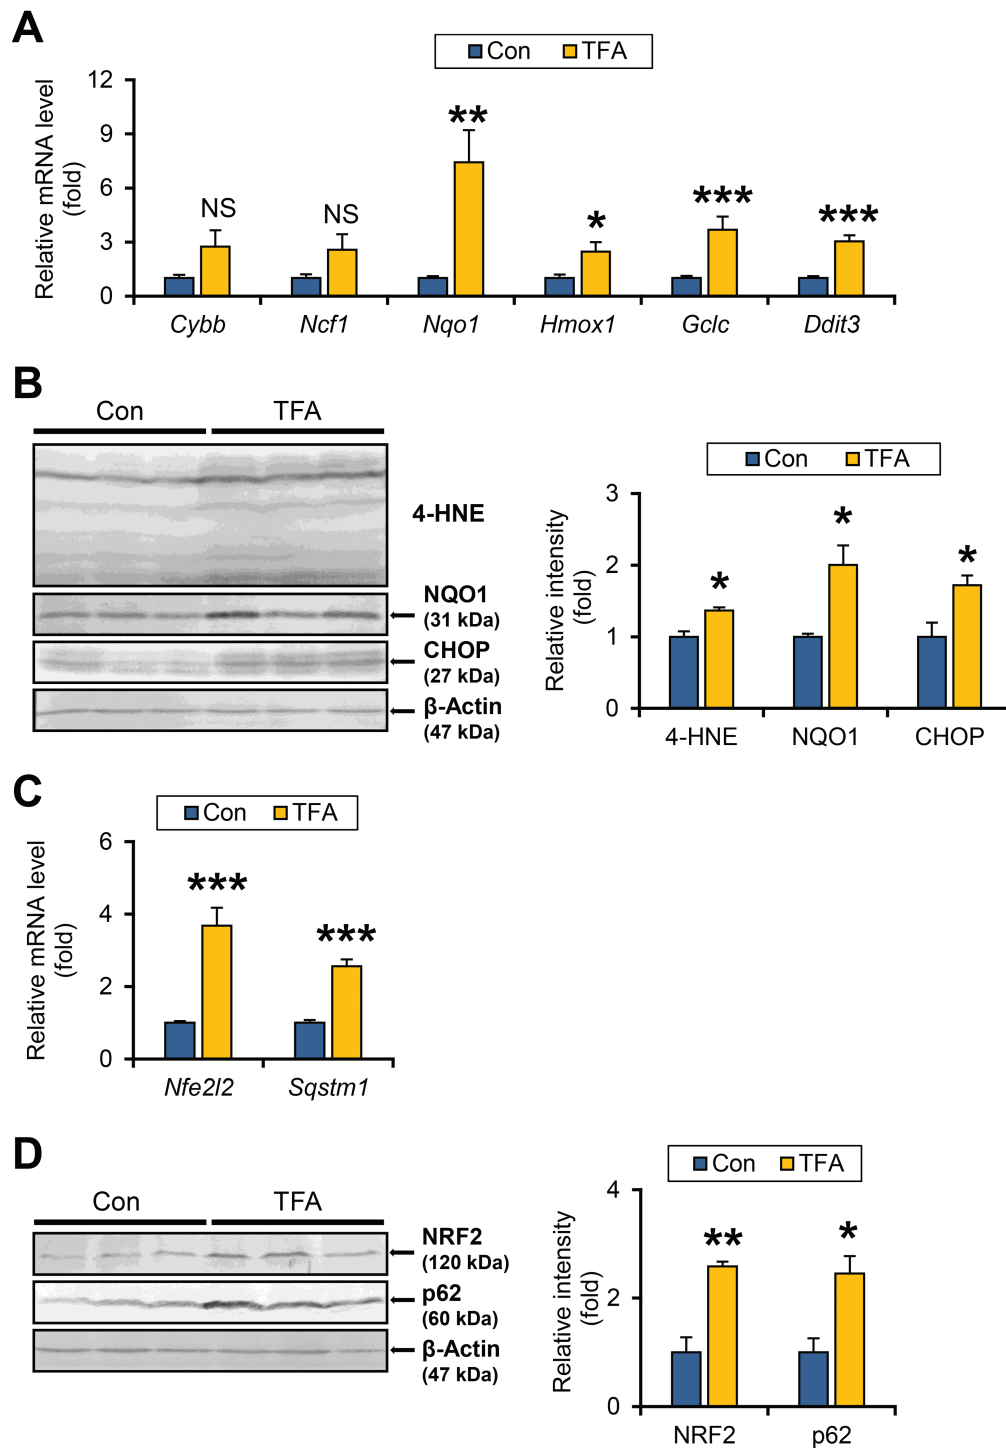 A
Con TFA
Relative mRNA level
(fold)
12
9
6
3
0
NS
NS
**
*
***
***
Cybb Ncf1 Nqo1 Hmox1 Gclc Ddit3
B
Con TFA
4-HNE
NQO1
(31 kDa)
CHOP
(27 kDa)
β-Actin
(47 kDa)
Con TFA
Relative intensity
(fold)
3
2
1
0
*
*
*
4-HNE NQO1 CHOP
C
Con TFA
Relative mRNA level
(fold)
6
4
2
0
***
***
Nfe2l2 Sqstm1
D
Con TFA
NRF2
(120 kDa)
p62
(60 kDa)
β-Actin
(47 kDa)
Con TFA
Relative intensity
(fold)
4
2
0
**
*
NRF2 p62